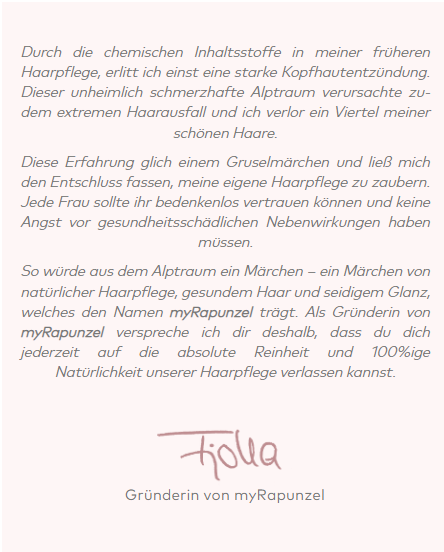 Durch die chemischen Inhaltsstoffe in meiner früheren
Haarpflege, erlitt ich einst eine starke Kopfhautentzündung.
Dieser unheimlich schmerzhafte Alptraum verursachte zu-
dem extremen Haarausfall und ich verlor ein Viertel meiner
schönen Haare.
Diese Erfahrung glich einem Gruselmärchen und ließ mich
den Entschluss fassen, meine eigene Haarpflege zu zaubern.
Jede Frau sollte ihr bedenkenlos vertrauen können und keine
Angst vor gesundheitsschädlichen Nebenwirkungen haben
müssen.
So würde aus dem Alptraum ein Märchen – ein Märchen von
natürlicher Haarpflege, gesundem Haar und seidigem Glanz,
welches den Namen myRapunzel trägt. Als Gründerin von
myRapunzel verspreche ich dir deshalb, dass du dich
jederzeit auf die absolute Reinheit und 100%ige
Natürlichkeit unserer Haarpflege verlassen kannst.
Fjolla
Gründerin von myRapunzel